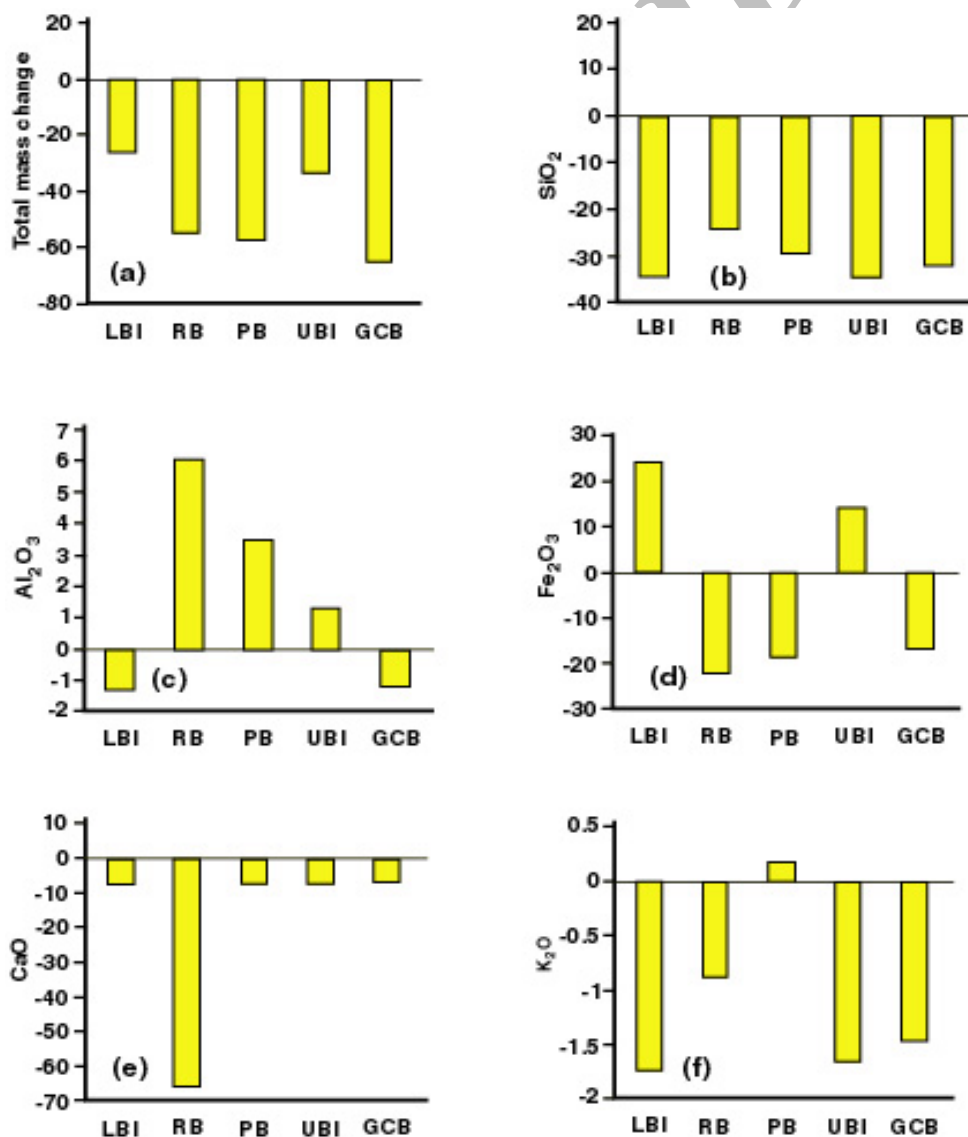 Total mass change
20
0
-20
-40
-60
-80
(a)
LBI RB PB UBI GCB
SiO₂
20
10
0
-10
-20
-30
-40
(b)
LBI RB PB UBI GCB
Al₂O₃
7
6
5
4
3
2
1
0
-1
-2
(c)
LBI RB PB UBI GCB
Fe₂O₃
30
20
10
0
-10
-20
-30
(d)
LBI RB PB UBI GCB
CaO
10
0
-10
-20
-30
-40
-50
-60
-70
(e)
LBI RB PB UBI GCB
K₂O
0.5
0
-0.5
-1
-1.5
-2
(f)
LBI RB PB UBI GCB